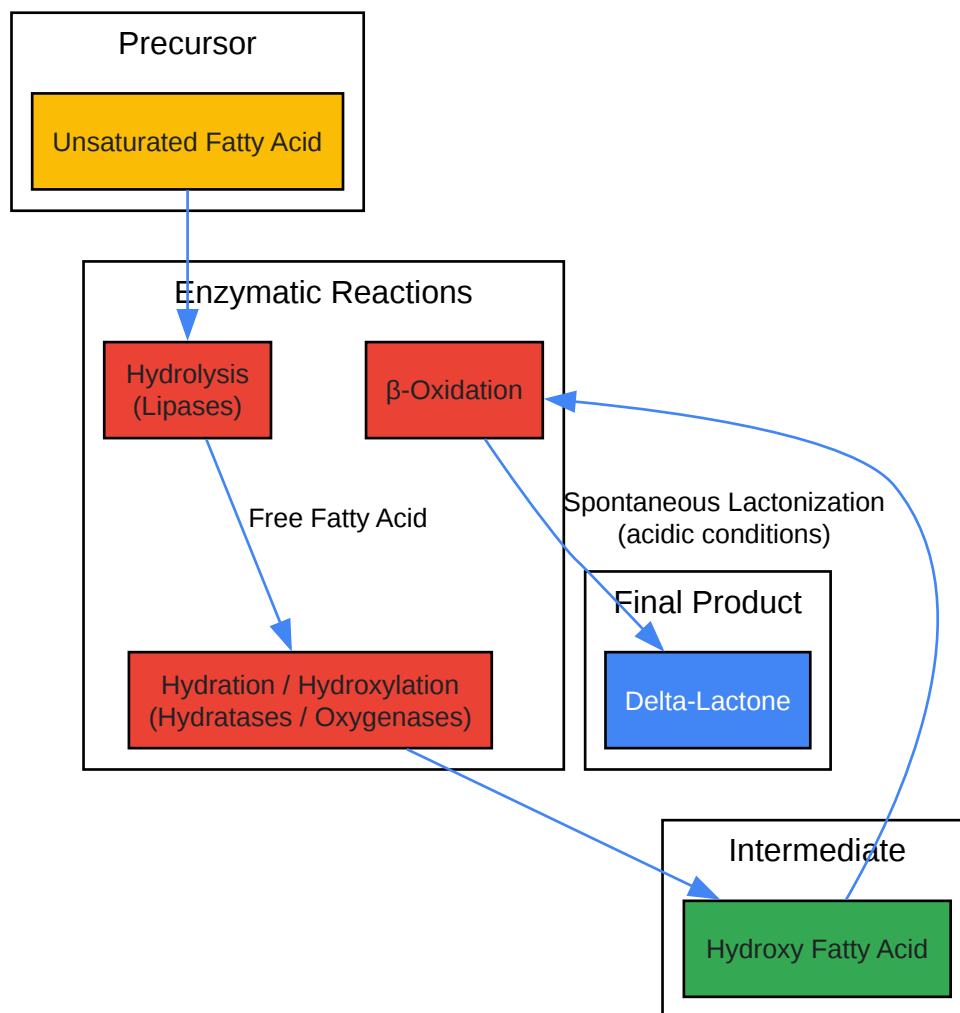 Precursor
Unsaturated Fatty Acid
Enzymatic Reactions
Hydrolysis
(Lipases)
β-Oxidation
Free Fatty Acid
Spontaneous Lactonization
(acidic conditions)
Final Product
Hydration / Hydroxylation
(Hydratases / Oxygenases)
Delta-Lactone
Intermediate
Hydroxy Fatty Acid